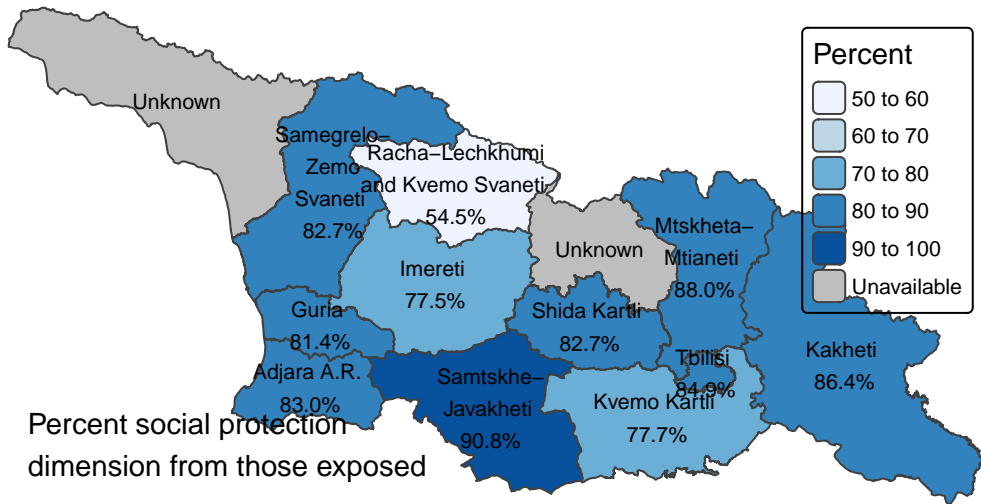 Percent
50 to 60
60 to 70
70 to 80
80 to 90
90 to 100
Unavailable
Unknown
Samegrelo–
Zemo
Svaneti
82.7%
Racha–Lechkhumi
and Kvemo Svaneti
54.5%
Unknown
Mtskheta–
Mtianeti
88.0%
Imereti
77.5%
Guria
81.4%
Shida Kartli
82.7%
Tbilisi
84.9%
Kakheti
86.4%
Adjara A.R.
83.0%
Samtskhe–
Javakheti
90.8%
Kvemo Kartli
77.7%
Percent social protection
dimension from those exposed